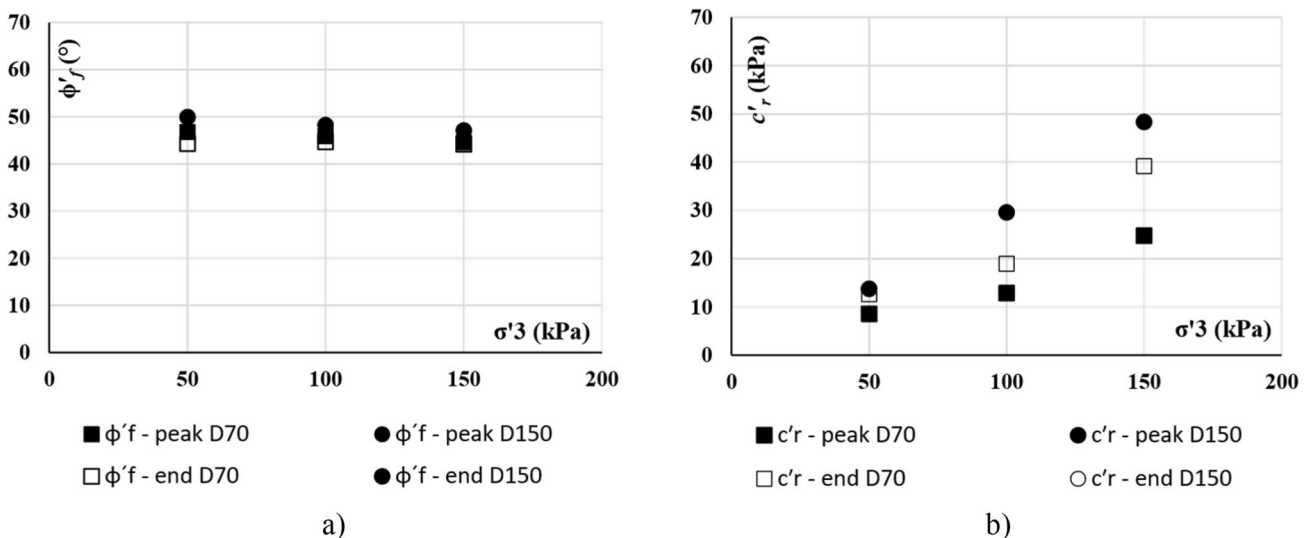 70
60
50
40
30
20
10
0
ϕ′f (°)
σ'3 (kPa)
0 50 100 150 200
ϕ´f - peak D70 ϕ´f - peak D150
ϕ´f - end D70 ϕ´f - end D150
a)
70
60
50
40
30
20
10
0
c′r (kPa)
σ'3 (kPa)
0 50 100 150 200
c′r - peak D70 c′r - peak D150
c′r - end D70 c′r - end D150
b)